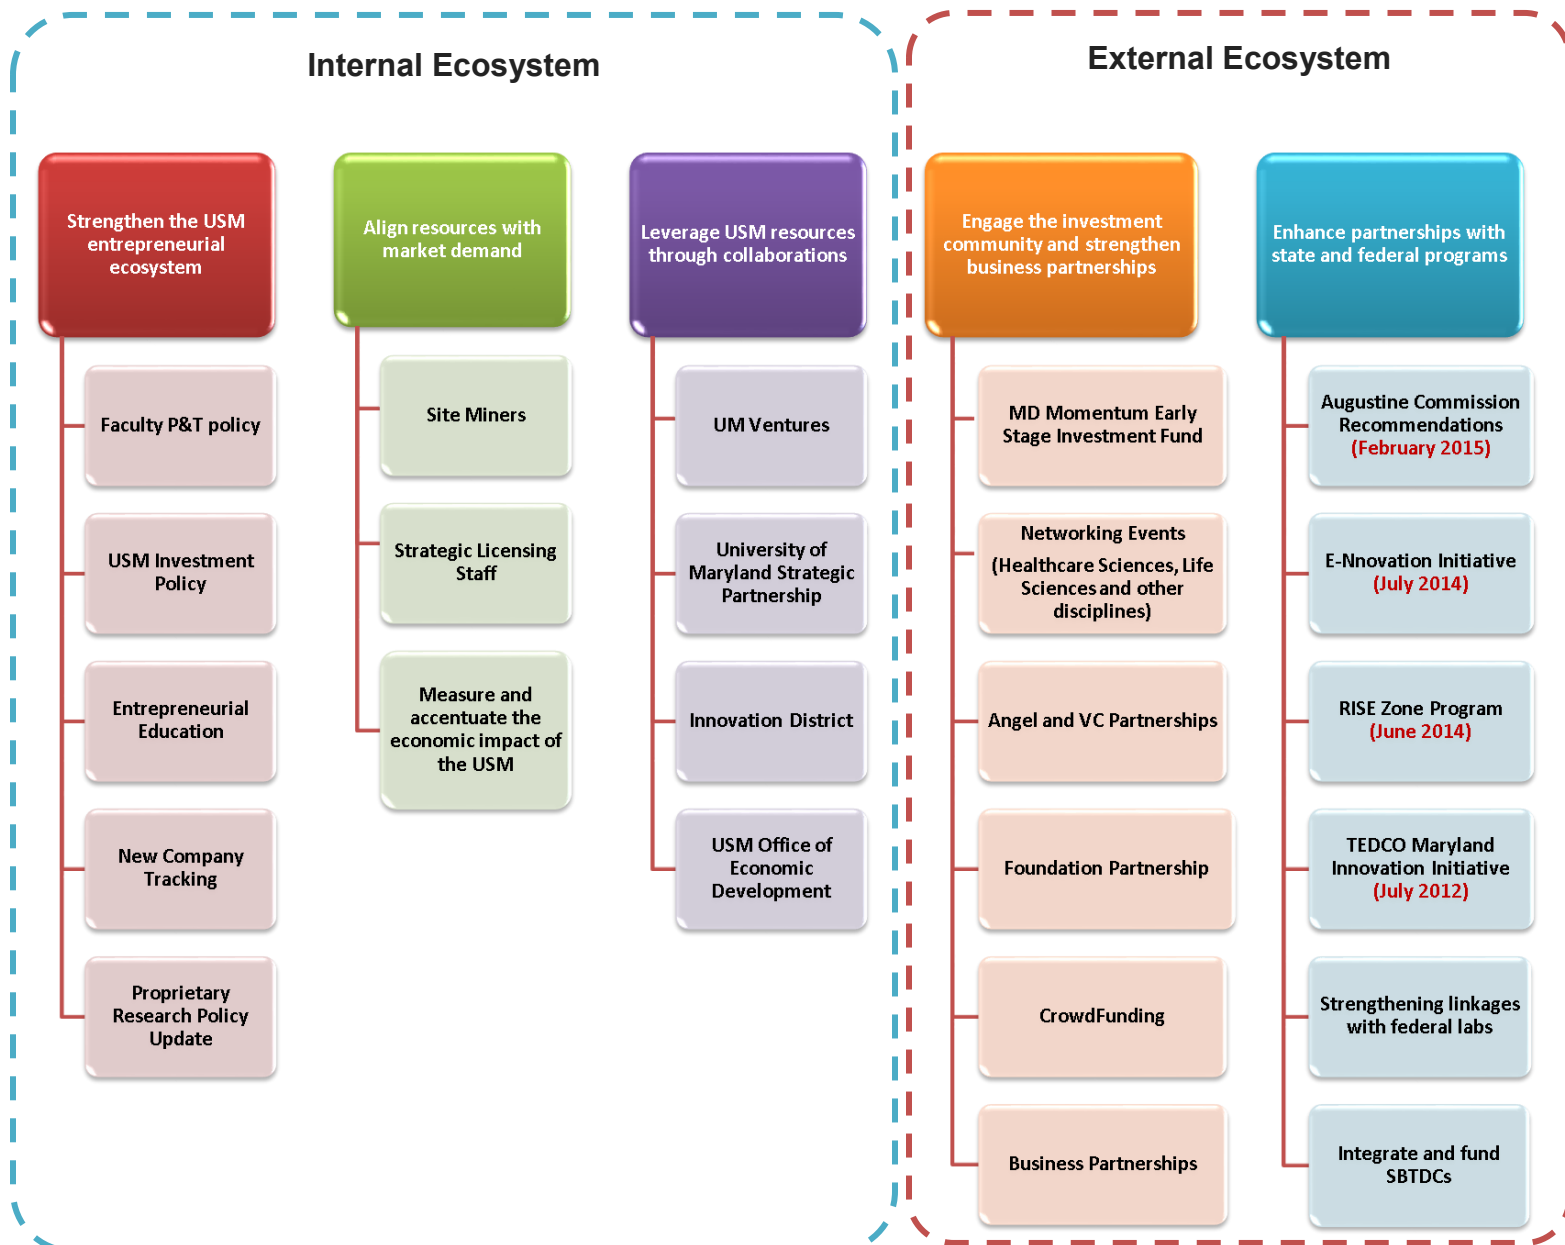 Internal Ecosystem
Strengthen the USM
entrepreneurial
ecosystem
Faculty P&T policy
USM Investment
Policy
Entrepreneurial
Education
New Company
Tracking
Proprietary
Research Policy
Update
Align resources with
market demand
Site Miners
Strategic Licensing
Staff
Measure and
accentuate the
economic impact of
the USM
Leverage USM resources
through collaborations
UM Ventures
University of
Maryland Strategic
Partnership
Innovation District
USM Office of
Economic
Development
External Ecosystem
Engage the investment
community and strengthen
business partnerships
MD Momentum Early
Stage Investment Fund
Networking Events
(Healthcare Sciences, Life
Sciences and other
disciplines)
Angel and VC Partnerships
Foundation Partnership
CrowdFunding
Business Partnerships
Enhance partnerships with
state and federal programs
Augustine Commission
Recommendations
(February 2015)
E-Nnovation Initiative
(July 2014)
RISE Zone Program
(June 2014)
TEDCO Maryland
Innovation Initiative
(July 2012)
Strengthening linkages
with federal labs
Integrate and fund
SBTDCs